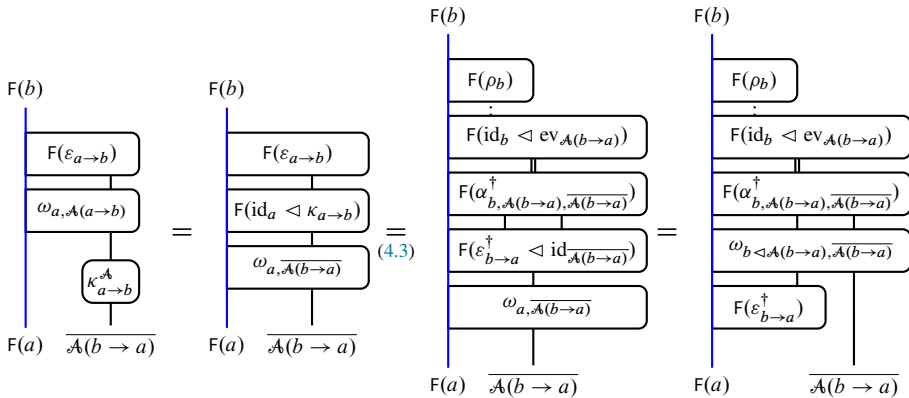 F(b)
F(ε_{a→b})
ω_{a,𝒜(a→b)}
κ^𝒜_{a→b}
F(a) \overline{𝒜(b → a)}
=
F(b)
F(ε_{a→b})
F(id_a ◁ κ_{a→b})
ω_{a,\overline{𝒜(b→a)}}
F(a) \overline{𝒜(b → a)}
=
(4.3)
F(b)
F(ρ_b)
F(id_b ◁ ev_{𝒜(b→a)})
F(α^†_{b,𝒜(b→a),\overline{𝒜(b→a)}})
F(ε^†_{b→a} ◁ id_{\overline{𝒜(b→a)}})
ω_{a,\overline{𝒜(b→a)}}
F(a) \overline{𝒜(b → a)}
=
F(b)
F(ρ_b)
F(id_b ◁ ev_{𝒜(b→a)})
F(α^†_{b,𝒜(b→a),\overline{𝒜(b→a)}})
ω_{b◁𝒜(b→a),\overline{𝒜(b→a)}}
F(ε^†_{b→a})
F(a) \overline{𝒜(b → a)}